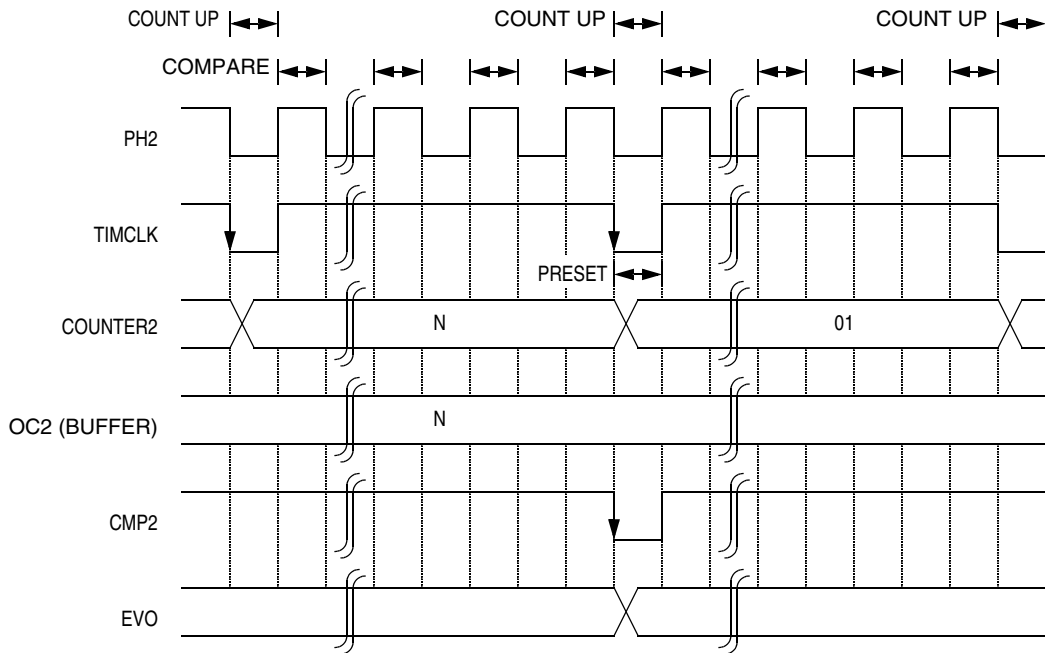 COUNT UP COUNT UP COUNT UP
COMPARE
PH2
TIMCLK
PRESET
COUNTER2 N 01
OC2 (BUFFER) N
CMP2
EVO